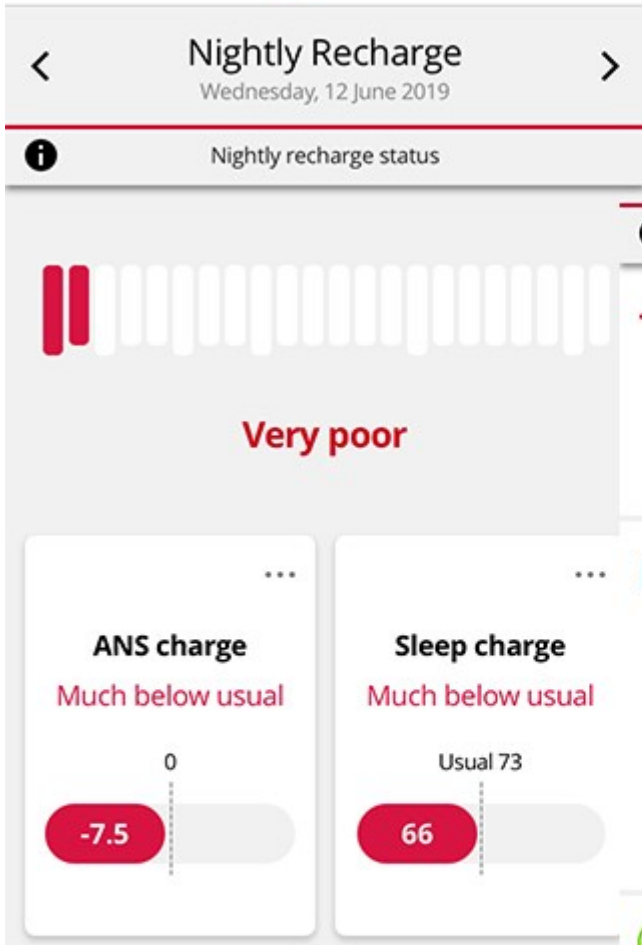 Nightly Recharge
Wednesday, 12 June 2019
Nightly recharge status
Very poor
ANS charge
Much below usual
0
-7.5
Sleep charge
Much below usual
Usual 73
66